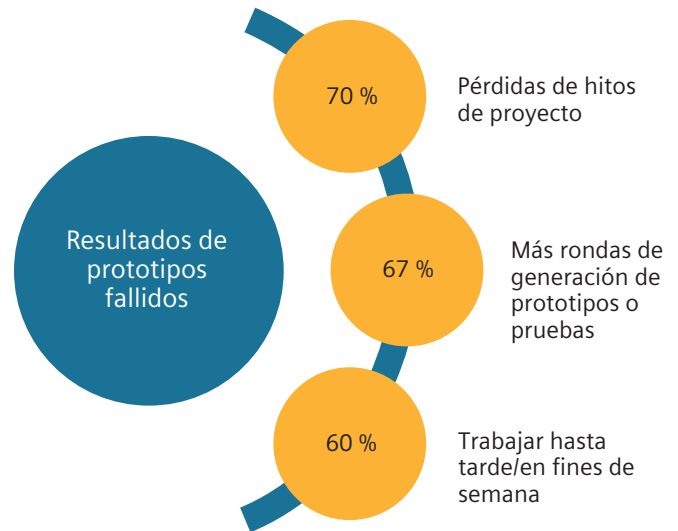 Resultados de
prototipos
fallidos
70 %
Pérdidas de hitos
de proyecto
67 %
Más rondas de
generación de
prototipos o
pruebas
60 %
Trabajar hasta
tarde/en fines de
semana